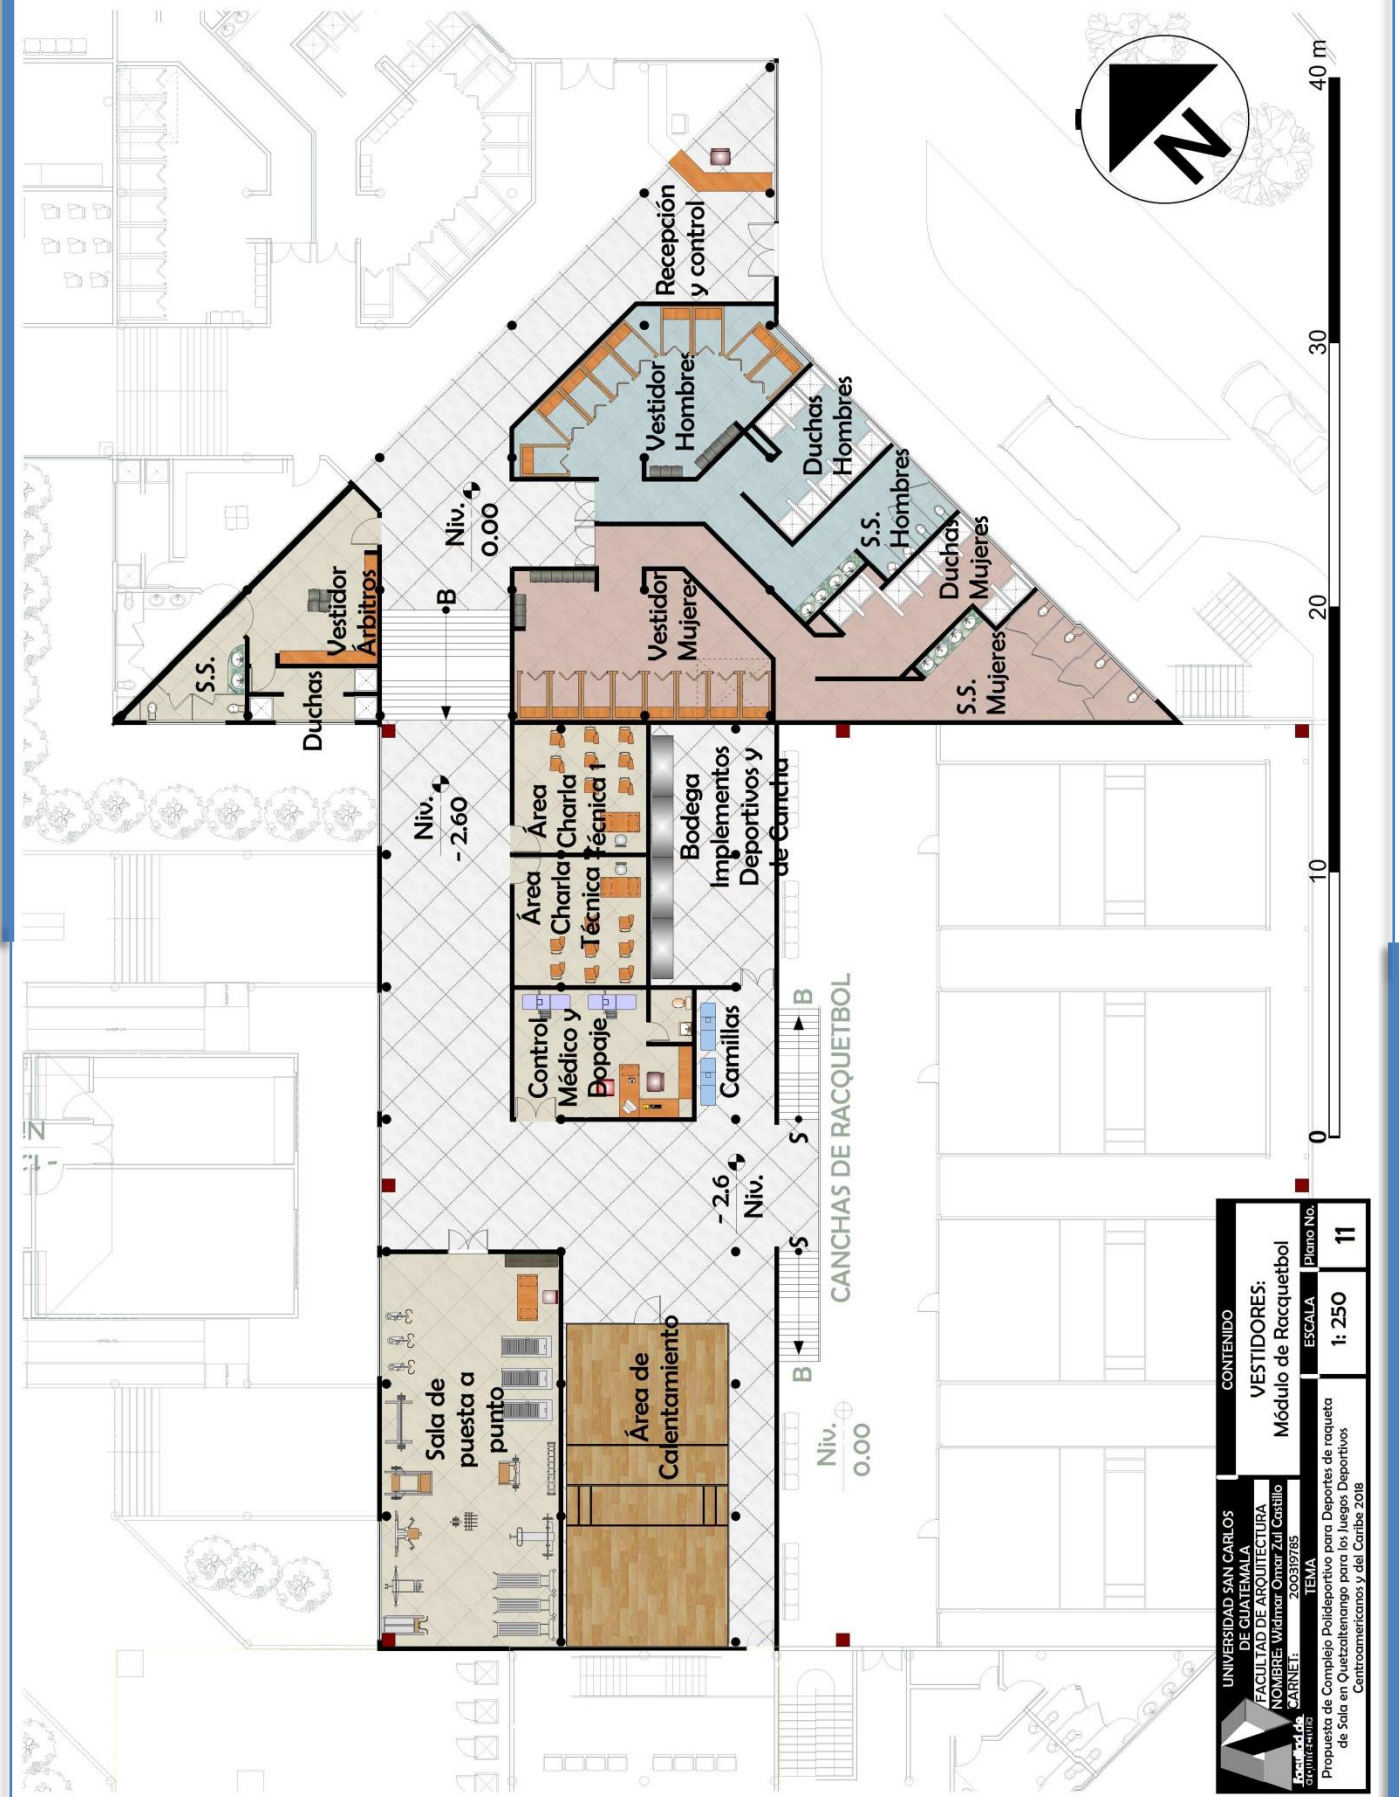 Sala de
puesta a
punto
Área de
Calentamiento
Niv.
0.00
B
S
- 2.6
Niv.
S
B
CANCHAS DE RACQUETBOL
Control
Médico y
Dopaje
Camillas
Área
Charla
Técnica
Área
Charla
Técnica 1
Bodega
Implementos
Deportivos y
de Cancha
Niv.
- 2.60
B
Niv.
0.00
Duchas
S.S.
Vestidor
Árbitros
Vestidor
Mujeres
S.S.
Mujeres
Duchas
Mujeres
S.S.
Hombres
Duchas
Hombres
Vestidor
Hombres
Recepción
y control
N
0
10
20
30
40 m
UNIVERSIDAD SAN CARLOS
DE GUATEMALA
FACULTAD DE ARQUITECTURA
NOMBRE: Widmar Omar Zul Castillo
CARNET: 200319785
Facultad de
arquitectura
CONTENIDO
VESTIDORES:
Módulo de Racquetbol
TEMA
Propuesta de Complejo Polideportivo para Deportes de raqueta
de Sala en Quetzaltenango para los Juegos Deportivos
Centroamericanos y del Caribe 2018
ESCALA
1: 250
Plano No.
11